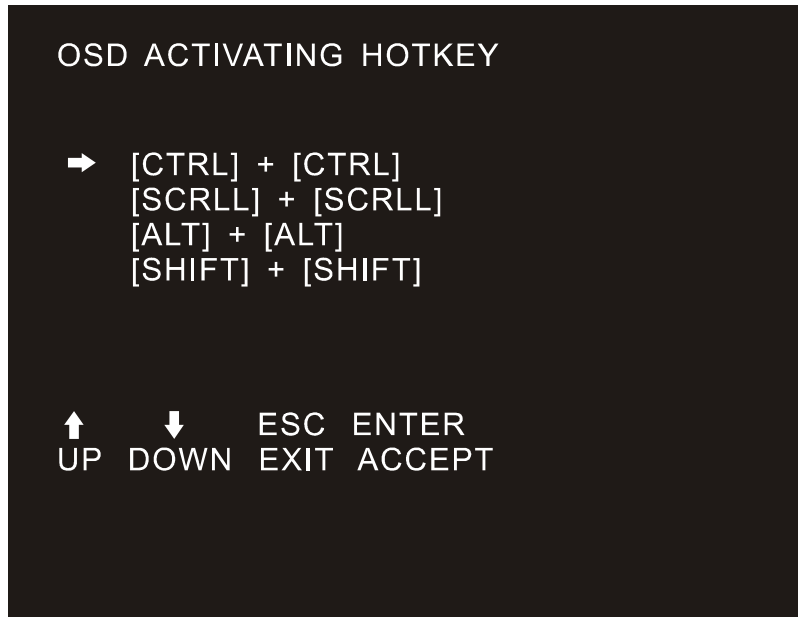 OSD ACTIVATING HOTKEY
[CTRL] + [CTRL]
[SCRLL] + [SCRLL]
[ALT] + [ALT]
[SHIFT] + [SHIFT]
ESC ENTER
UP DOWN EXIT ACCEPT